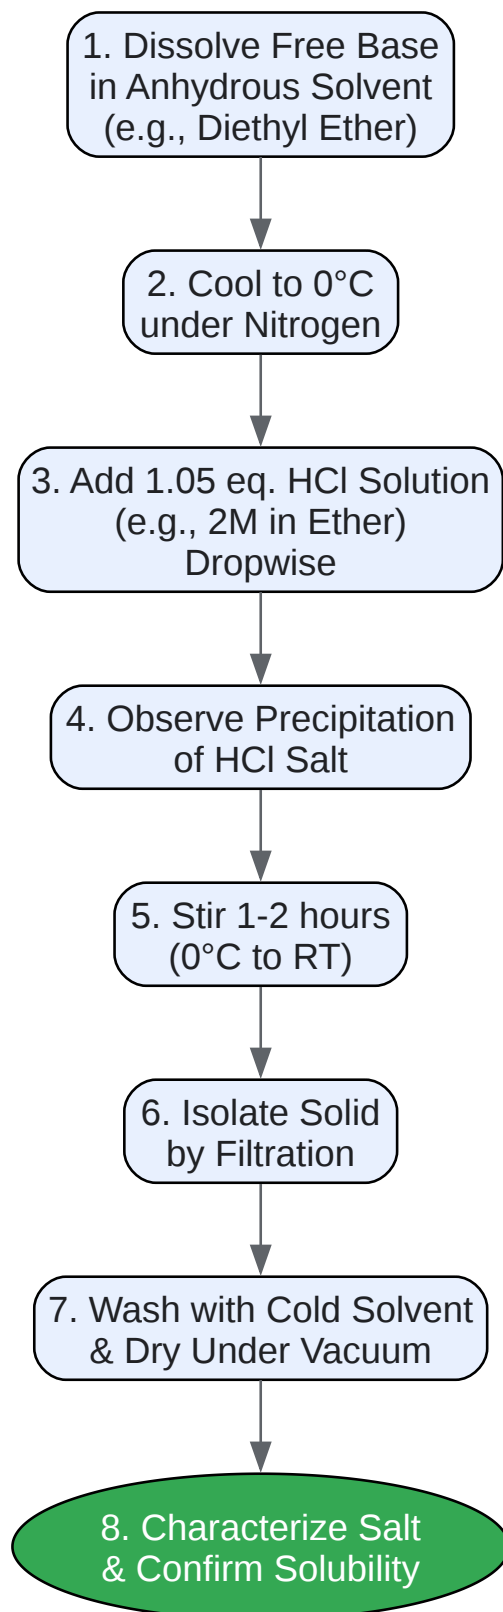 1. Dissolve Free Base
in Anhydrous Solvent
(e.g., Diethyl Ether)
2. Cool to 0°C
under Nitrogen
3. Add 1.05 eq. HCl Solution
(e.g., 2M in Ether)
Dropwise
4. Observe Precipitation
of HCl Salt
5. Stir 1-2 hours
(0°C to RT)
6. Isolate Solid
by Filtration
7. Wash with Cold Solvent
& Dry Under Vacuum
8. Characterize Salt
& Confirm Solubility